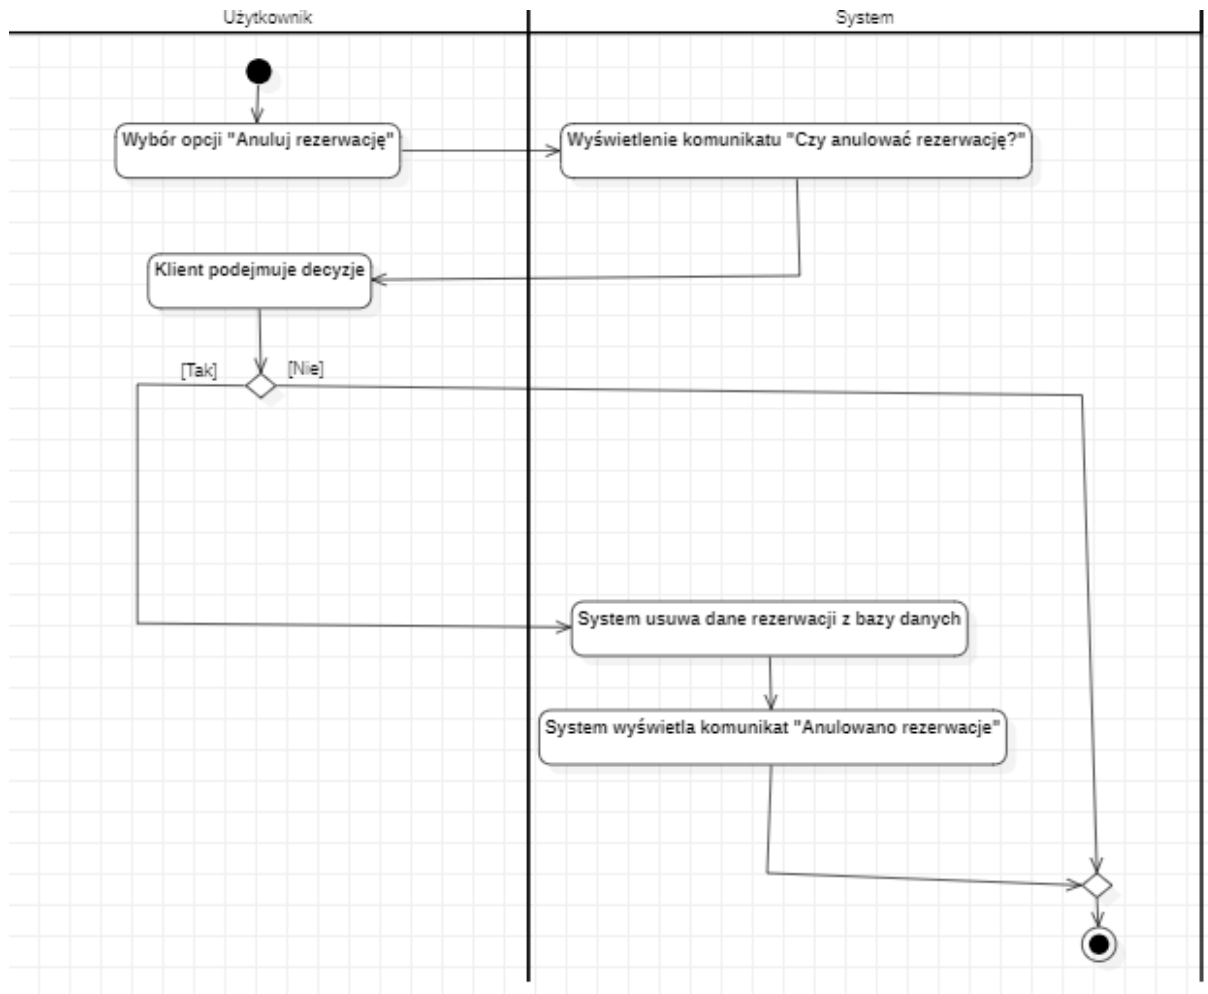 Użytkownik
System
Wybór opcji "Anuluj rezerwację"
Wyświetlenie komunikatu "Czy anulować rezerwację?"
Klient podejmuje decyzje
[Tak]
[Nie]
System usuwa dane rezerwacji z bazy danych
System wyświetla komunikat "Anulowano rezerwacje"